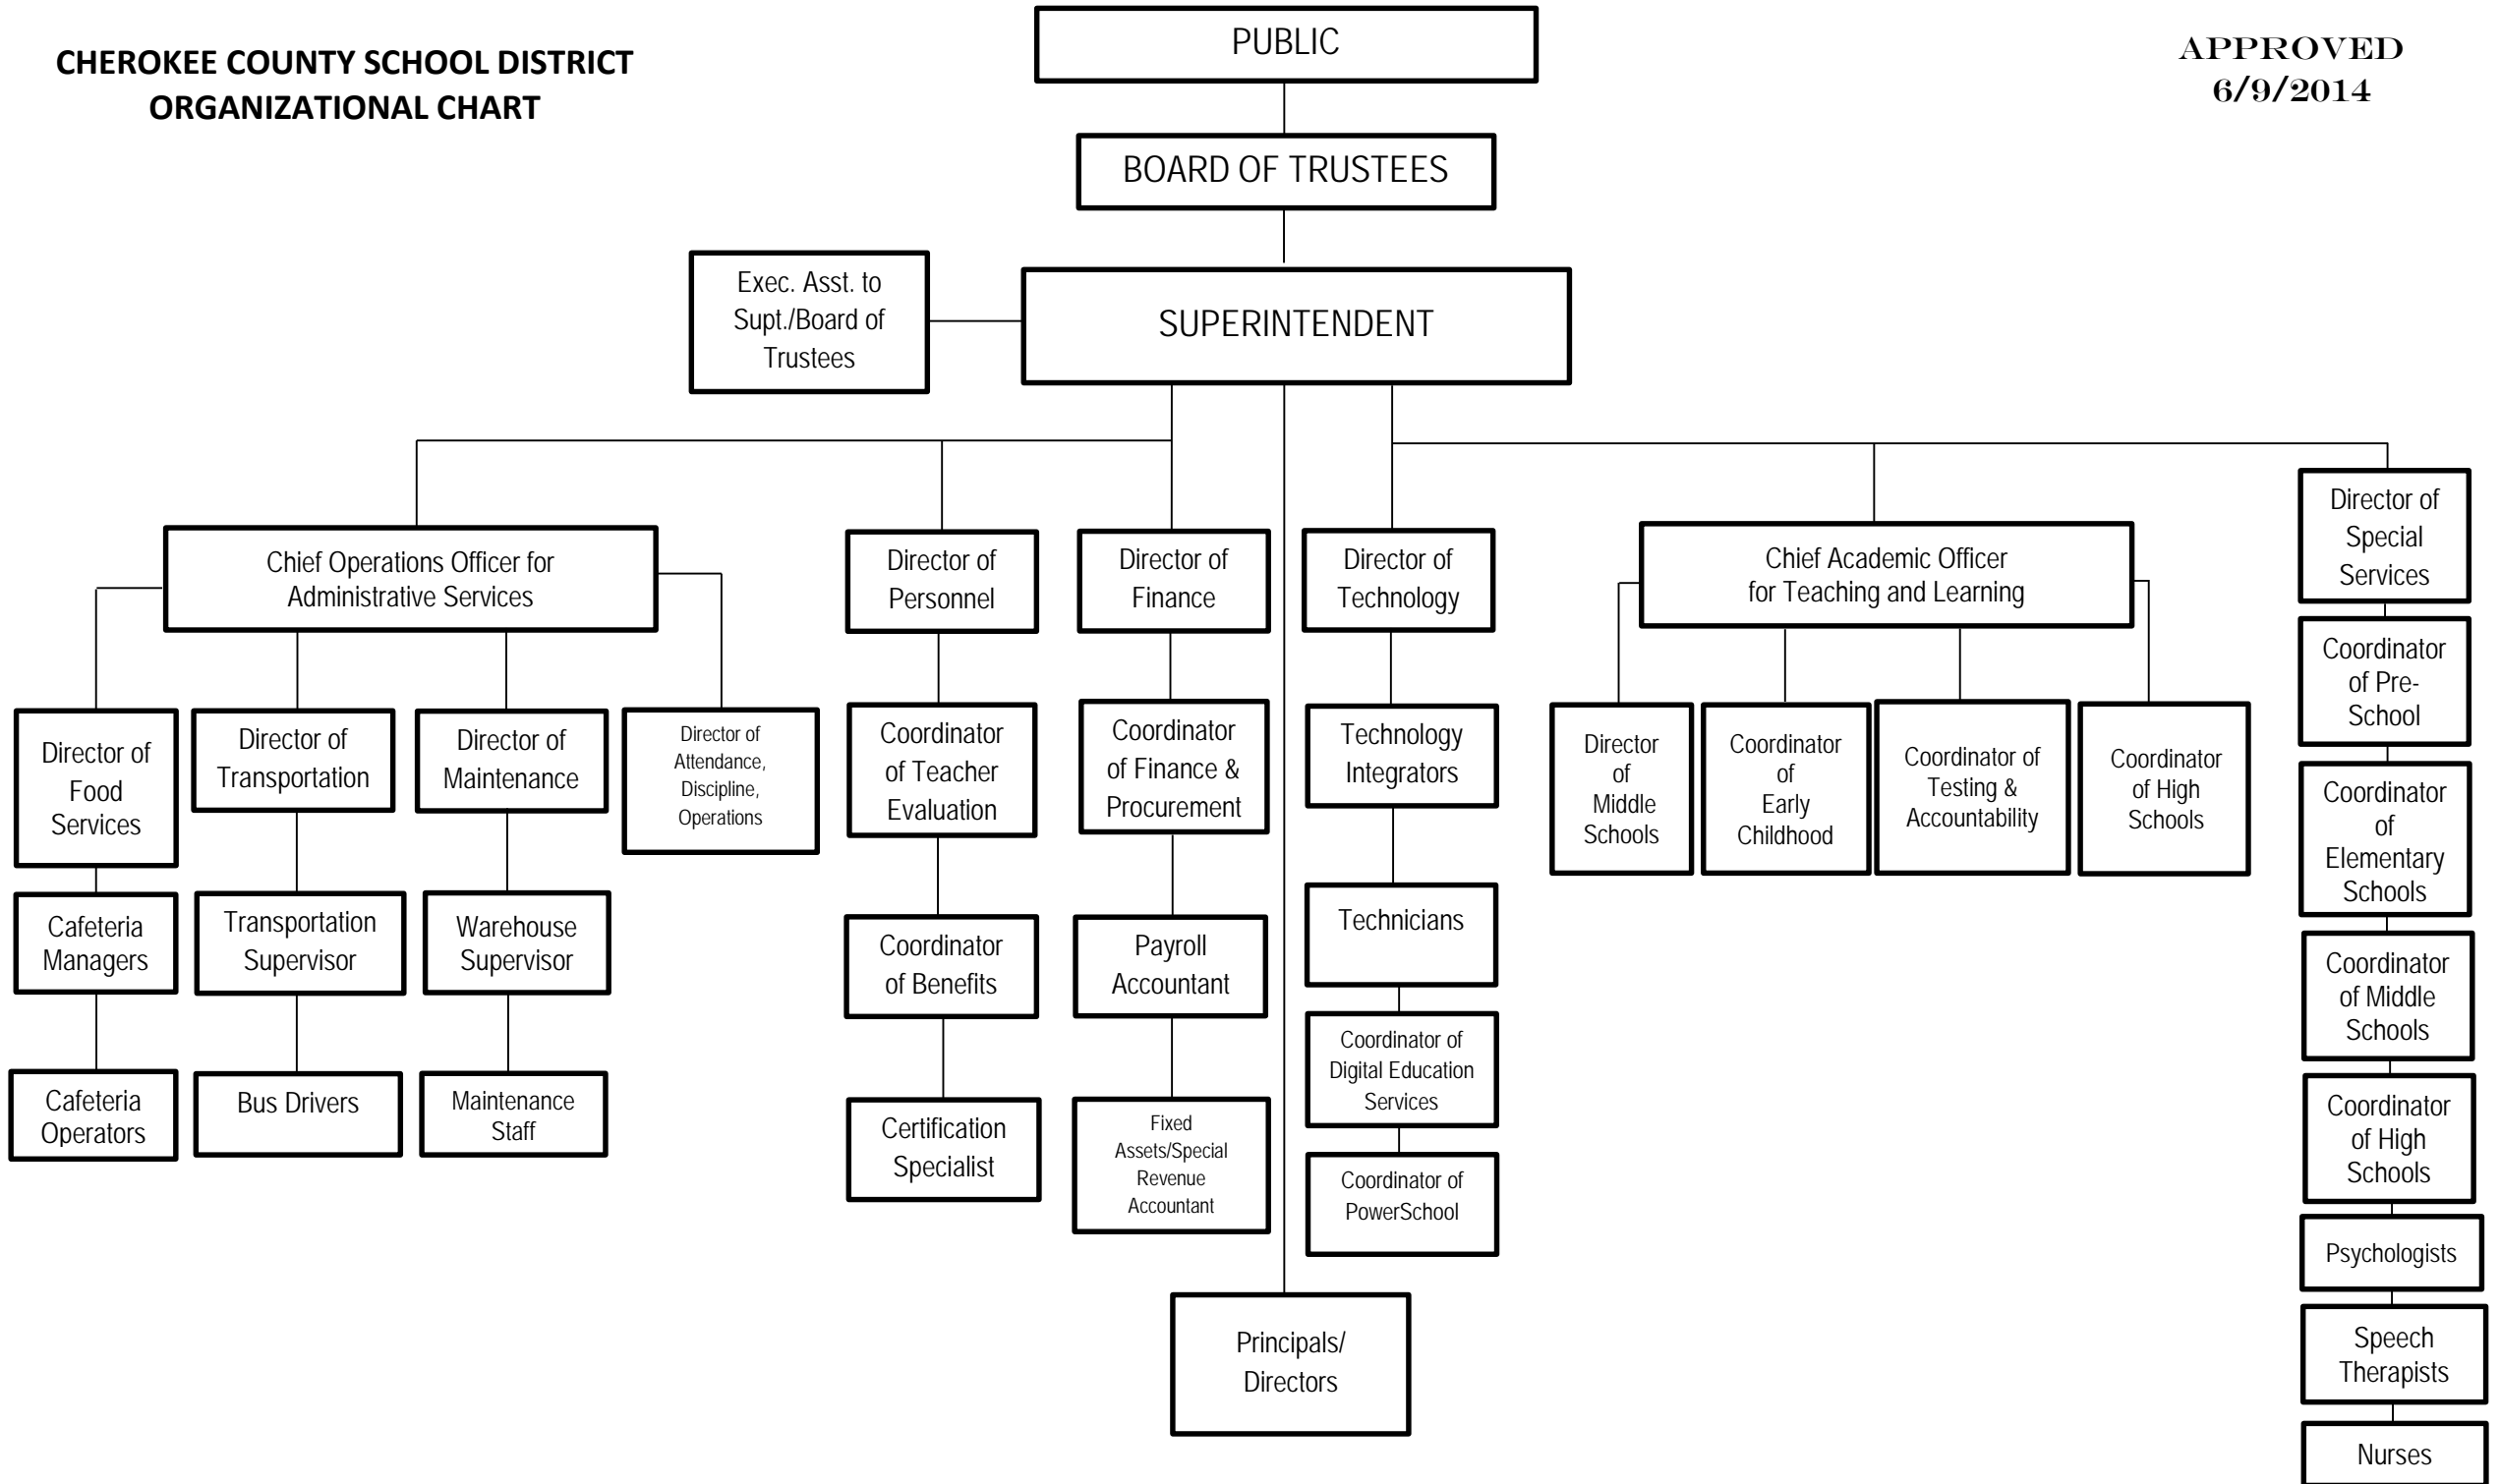 CHEROKEE COUNTY SCHOOL DISTRICT
ORGANIZATIONAL CHART
PUBLIC
APPROVED
6/9/2014
BOARD OF TRUSTEES
Exec. Asst. to
Supt./Board of
Trustees
SUPERINTENDENT
Chief Operations Officer for
Administrative Services
Director of
Personnel
Director of
Finance
Director of
Technology
Chief Academic Officer
for Teaching and Learning
Director of
Special
Services
Director of
Food
Services
Director of
Transportation
Director of
Maintenance
Director of
Attendance,
Discipline,
Operations
Coordinator
of Teacher
Evaluation
Coordinator
of Finance &
Procurement
Technology
Integrators
Director
of
Middle
Schools
Coordinator
of
Early
Childhood
Coordinator of
Testing &
Accountability
Coordinator
of High
Schools
Coordinator
of Pre-
School
Coordinator
of
Elementary
Schools
Cafeteria
Managers
Transportation
Supervisor
Warehouse
Supervisor
Coordinator
of Benefits
Payroll
Accountant
Technicians
Coordinator
of Middle
Schools
Cafeteria
Operators
Bus Drivers
Maintenance
Staff
Certification
Specialist
Fixed
Assets/Special
Revenue
Accountant
Coordinator of
Digital Education
Services
Coordinator of
PowerSchool
Coordinator
of High
Schools
Psychologists
Principals/
Directors
Speech
Therapists
Nurses